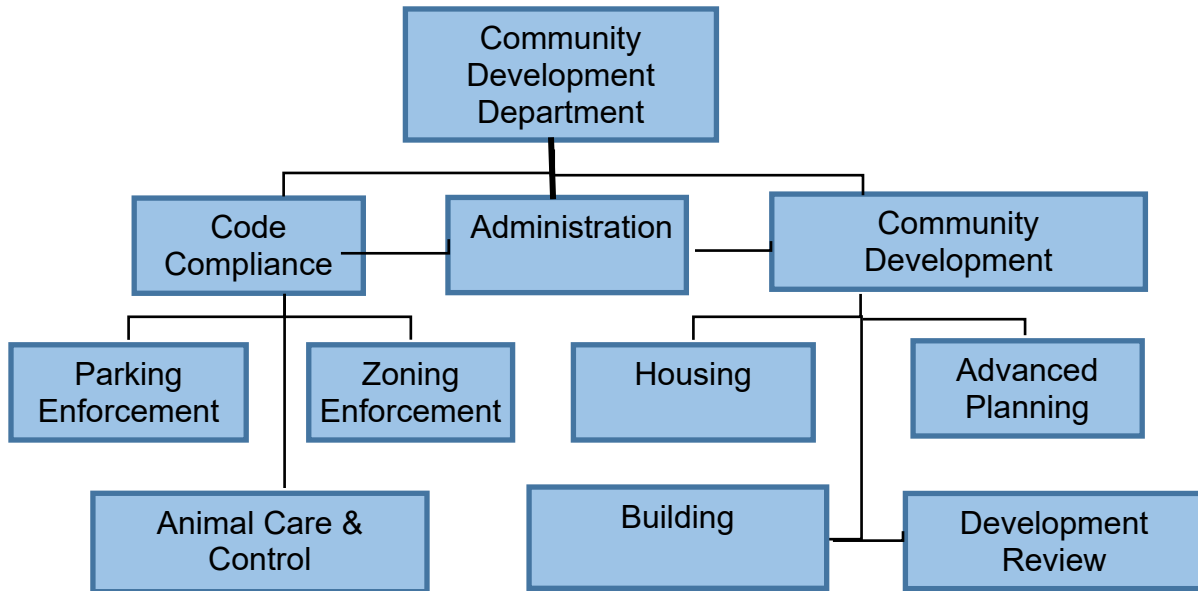 Community
Development
Department
Code
Compliance
Administration
Community
Development
Parking
Enforcement
Zoning
Enforcement
Housing
Advanced
Planning
Animal Care &
Control
Building
Development
Review